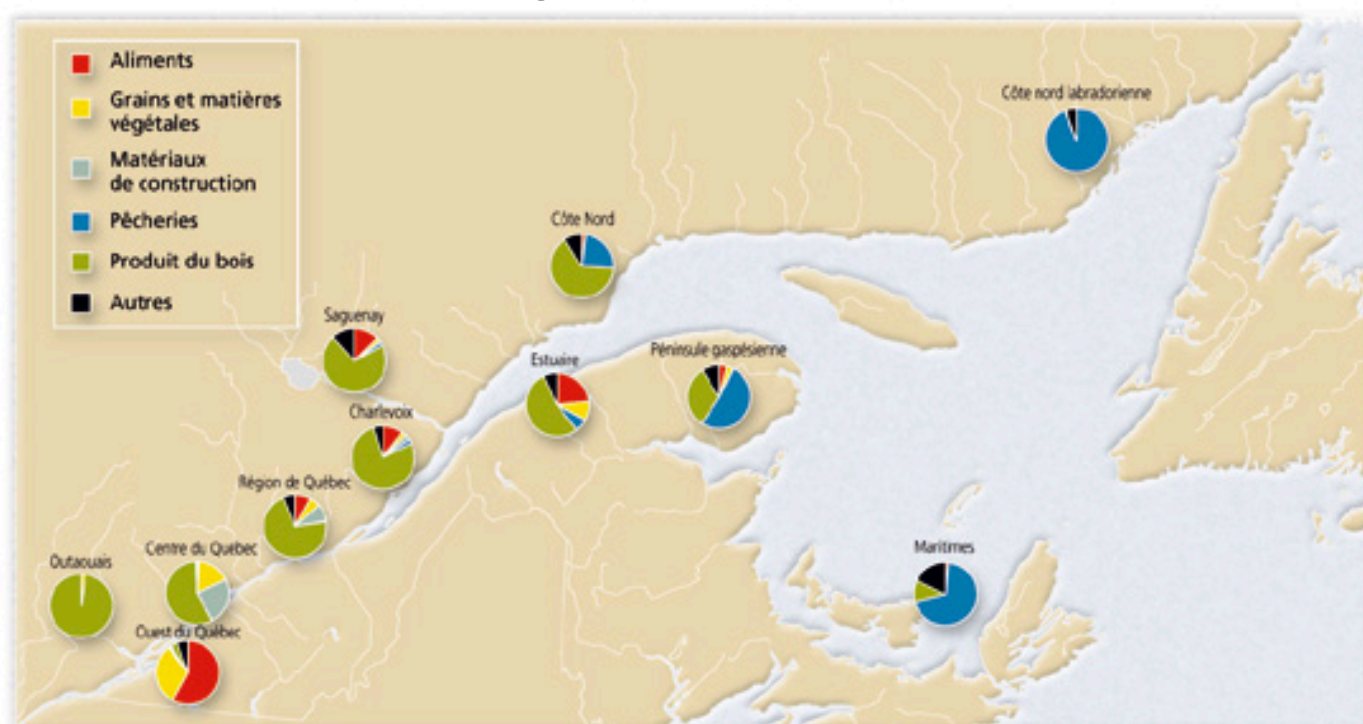 Aliments
Grains et matières
végétales
Matériaux
de construction
Pêcheries
Produit du bois
Autres
Côte nord labradorienne
Côte Nord
Saguenay
Estuaire
Péninsule gaspésienne
Charlevoix
Région de Québec
Centre du Québec
Outaouais
Maritimes
Ouest du Québec